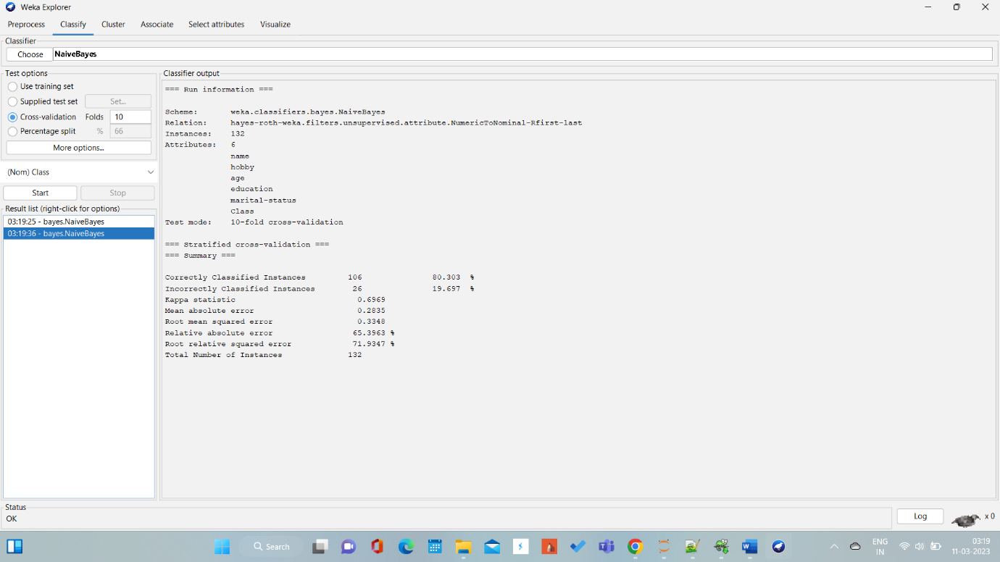 Weka Explorer
Preprocess Classify Cluster Associate Select attributes Visualize
Classifier
Choose NaiveBayes
Test options
Use training set
Supplied test set Set...
Cross-validation Folds 10
Percentage split % 66
More options...
(Nom) Class
Start Stop
Result list (right-click for options)
03:19:25 - bayes.NaiveBayes
03:19:36 - bayes.NaiveBayes
Classifier output
=== Run information ===
Scheme: weka.classifiers.bayes.NaiveBayes
Relation: hayes-roth-weka.filters.unsupervised.attribute.NumericToNominal-Rfirst-last
Instances: 132
Attributes: 6
name
hobby
age
education
marital-status
Class
Test mode: 10-fold cross-validation
=== Stratified cross-validation ===
=== Summary ===
Correctly Classified Instances 106 80.303 %
Incorrectly Classified Instances 26 19.697 %
Kappa statistic 0.6969
Mean absolute error 0.2835
Root mean squared error 0.3348
Relative absolute error 65.3963 %
Root relative squared error 71.9347 %
Total Number of Instances 132
Status
OK
Log x 0
Search
ENG
IN
03:19
11-03-2023